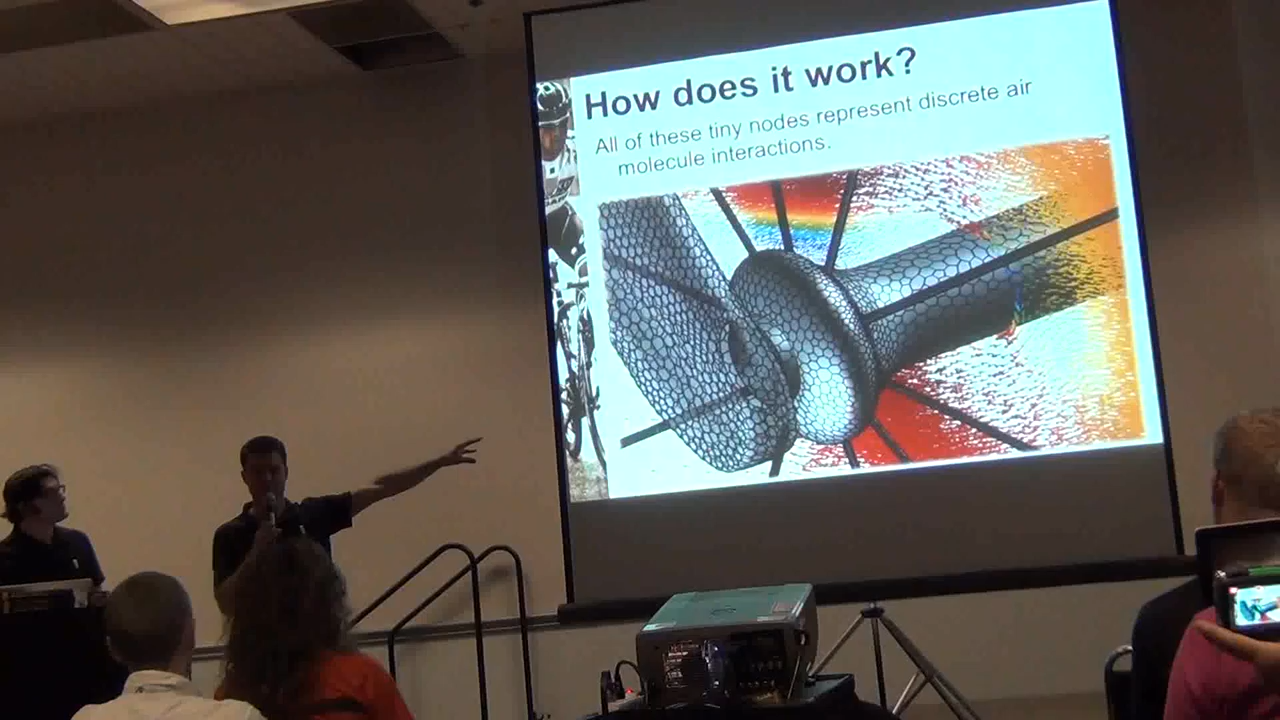 How does it work?
All of these tiny nodes represent discrete air
molecule interactions.